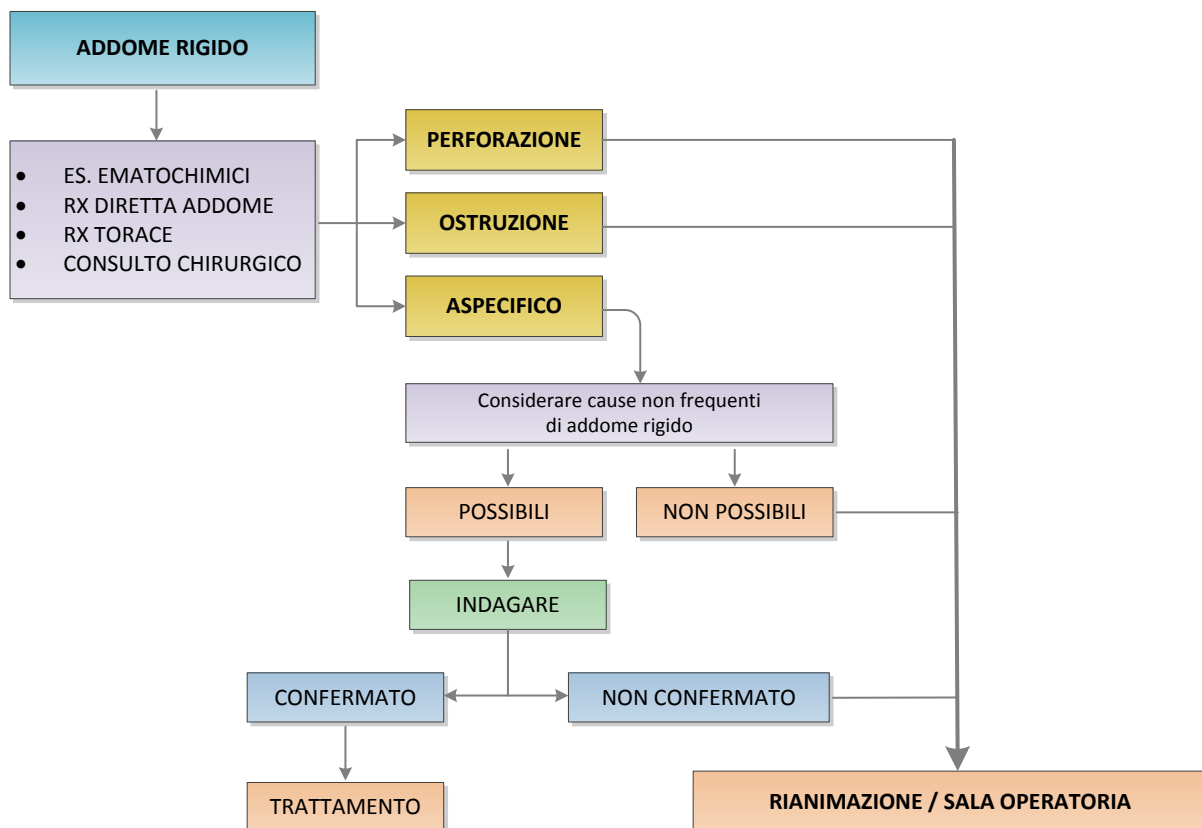 ADDOME RIGIDO
• ES. EMATOCHIMICI
• RX DIRETTA ADDOME
• RX TORACE
• CONSULTO CHIRURGICO
PERFORAZIONE
OSTRUZIONE
ASPECIFICO
Considerare cause non frequenti
di addome rigido
POSSIBILI
NON POSSIBILI
INDAGARE
CONFERMATO
NON CONFERMATO
TRATTAMENTO
RIANIMAZIONE / SALA OPERATORIA